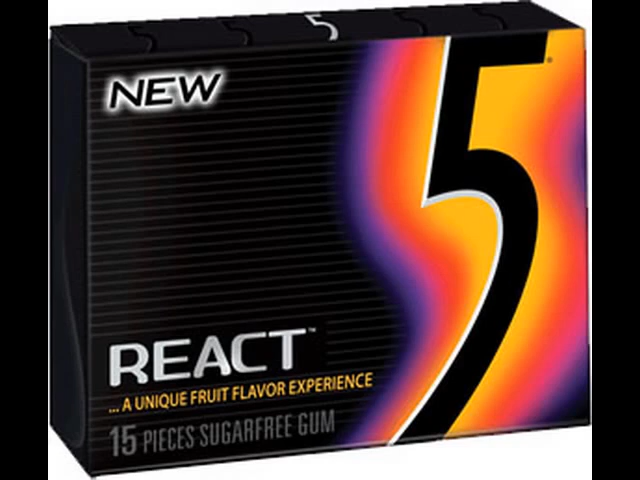 5
NEW
5
REACT™
... A UNIQUE FRUIT FLAVOR EXPERIENCE
15 PIECES SUGARFREE GUM